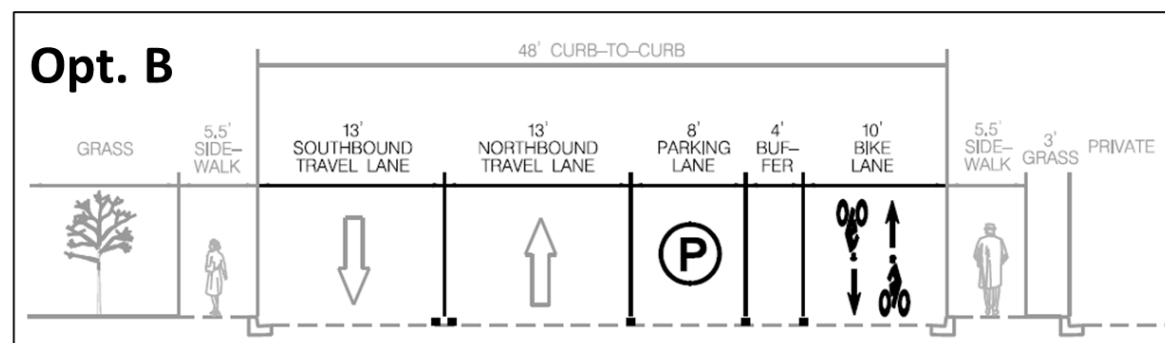 Opt. B
48' CURB–TO–CURB
GRASS
5.5'
SIDE–
WALK
13'
SOUTHBOUND
TRAVEL LANE
13'
NORTHBOUND
TRAVEL LANE
8'
PARKING
LANE
4'
BUF–
FER
10'
BIKE
LANE
5.5'
SIDE–
WALK
3'
GRASS
PRIVATE
P